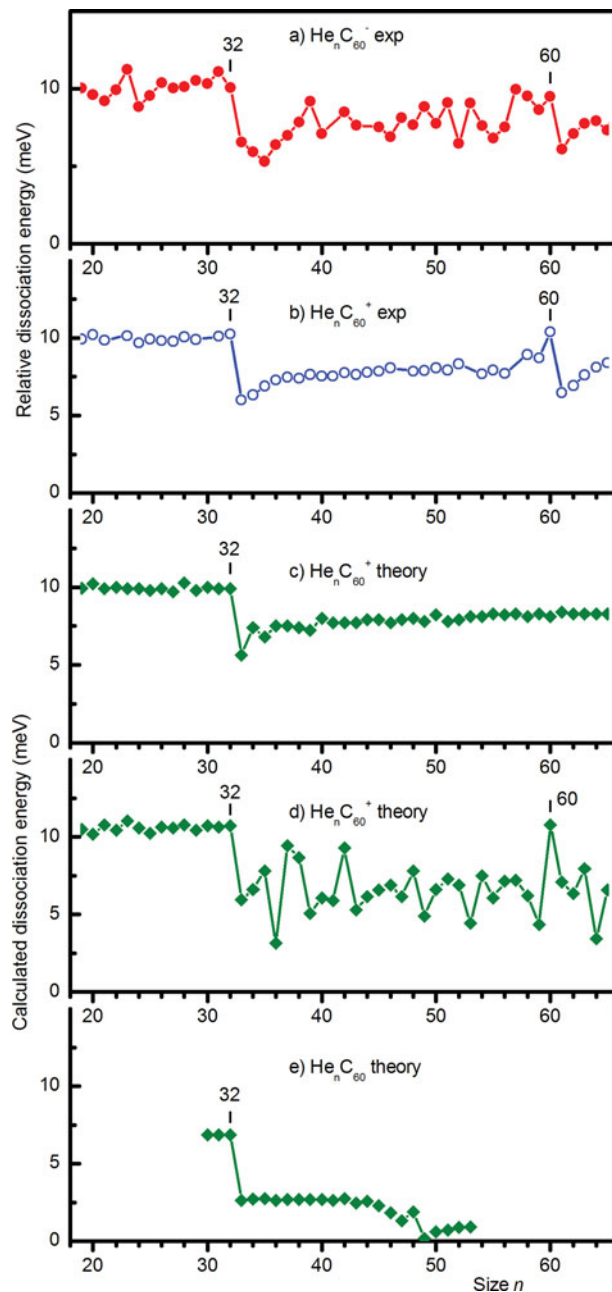 Relative dissociation energy (meV)
Calculated dissociation energy (meV)
a) HeₙC₆₀⁻ exp
32
60
10
5
0
20 30 40 50 60
b) HeₙC₆₀⁺ exp
32
60
10
5
0
20 30 40 50 60
c) HeₙC₆₀⁺ theory
32
10
5
0
20 30 40 50 60
d) HeₙC₆₀⁺ theory
32
60
10
5
0
20 30 40 50 60
e) HeₙC₆₀ theory
32
10
5
0
20 30 40 50 60
Size n